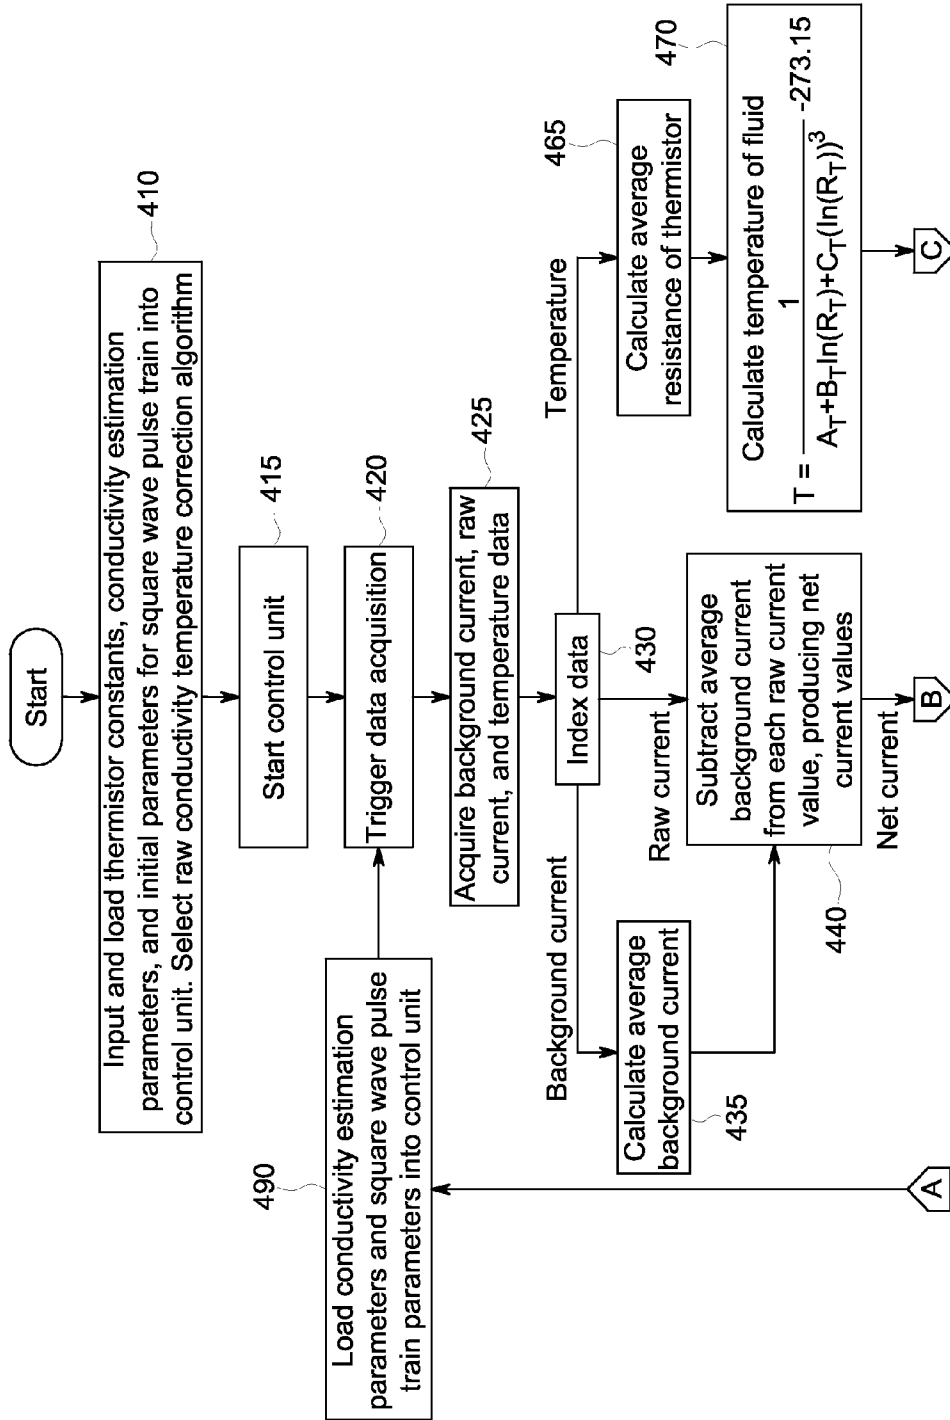 Start
410
Input and load thermistor constants, conductivity estimation
parameters, and initial parameters for square wave pulse train into
control unit. Select raw conductivity temperature correction algorithm
415
Start control unit
490
Load conductivity estimation
parameters and square wave pulse
train parameters into control unit
420
Trigger data acquisition
425
Acquire background current, raw
current, and temperature data
Index data
430
Background current
Raw current
Temperature
Calculate average
background current
435
Subtract average
background current
from each raw current
value, producing net
current values
440
Net current
465
Calculate average
resistance of thermistor
470
Calculate temperature of fluid
T = 1 / A_T+B_Tln(R_T)+C_T(ln(R_T))^3 -273.15
A
B
C